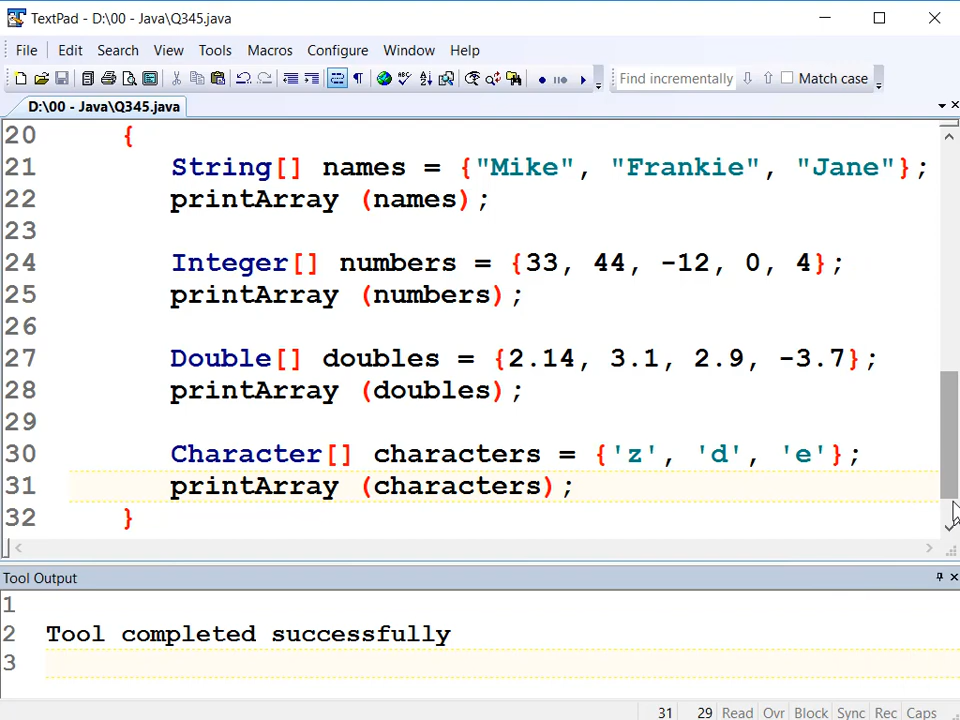 TextPad - D:\00 - Java\Q345.java
File Edit Search View Tools Macros Configure Window Help
Find incrementally Match case
D:\00 - Java\Q345.java
20 {
21 String[] names = {"Mike", "Frankie", "Jane"};
22 printArray (names);
23
24 Integer[] numbers = {33, 44, -12, 0, 4};
25 printArray (numbers);
26
27 Double[] doubles = {2.14, 3.1, 2.9, -3.7};
28 printArray (doubles);
29
30 Character[] characters = {'z', 'd', 'e'};
31 printArray (characters);
32 }
Tool Output
1
2 Tool completed successfully
3
31 29 Read Ovr Block Sync Rec Caps